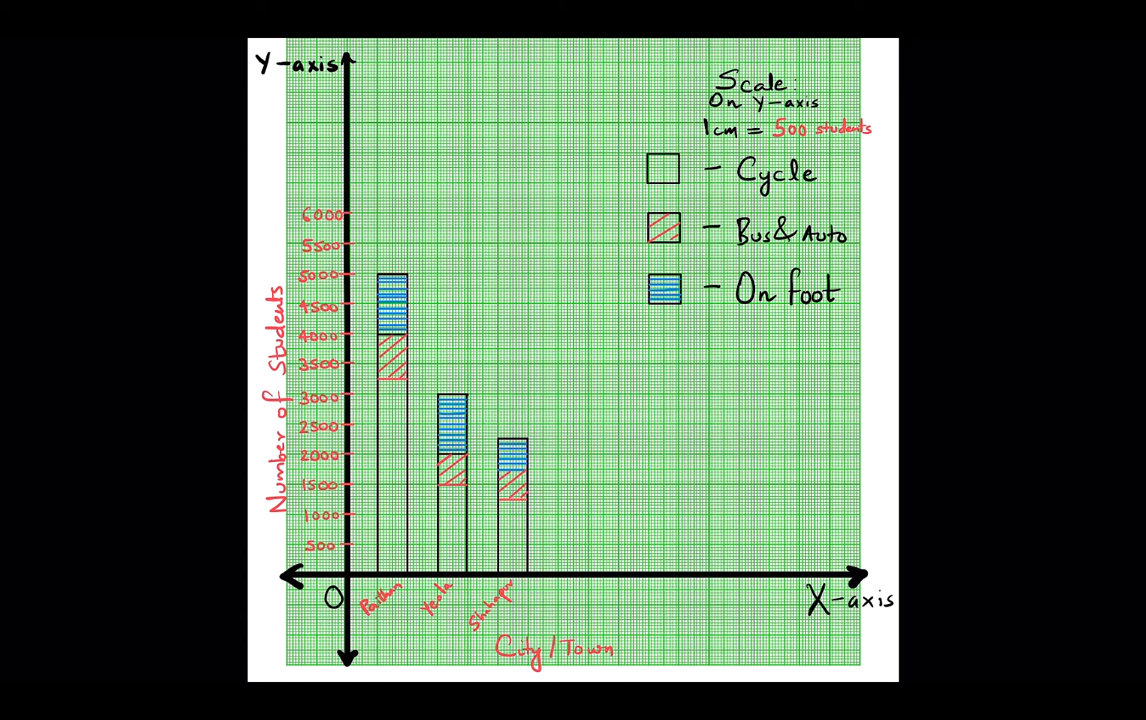 Y-axis
Scale:
On Y-axis
1cm = 500 students
- Cycle
- Bus & Auto
- On foot
6000
5500
5000
4500
4000
3500
3000
2500
2000
1500
1000
500
Number of Students
O
Paithan
Yeola
Shahapur
X-axis
City/Town